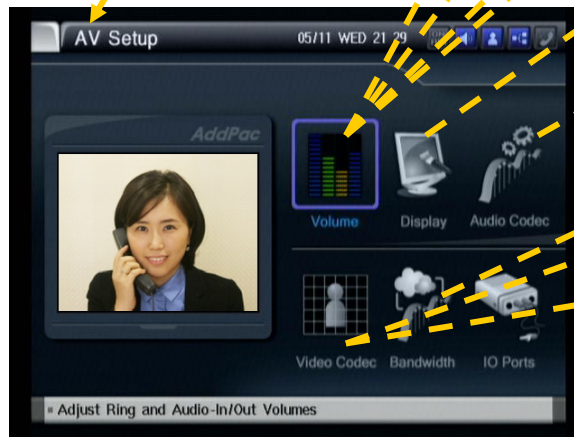 AV Setup
05/11 WED 21 29
AddPac
Volume
Display
Audio Codec
Video Codec
Bandwidth
IO Ports
Adjust Ring and Audio-In/Out Volumes